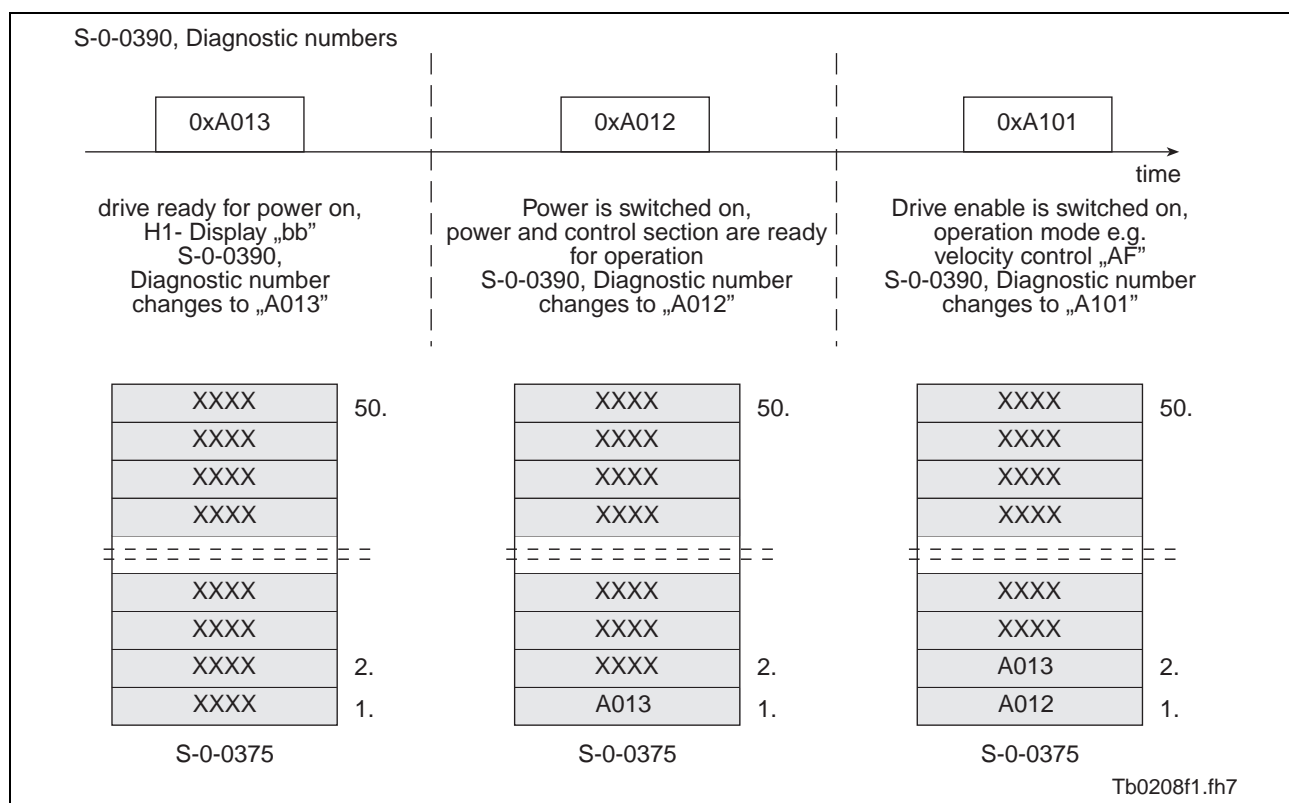 S-0-0390, Diagnostic numbers
0xA013
0xA012
0xA101
time
drive ready for power on,
H1- Display „bb”
S-0-0390,
Diagnostic number
changes to „A013”
Power is switched on,
power and control section are ready
for operation
S-0-0390, Diagnostic number
changes to „A012”
Drive enable is switched on,
operation mode e.g.
velocity control „AF”
S-0-0390, Diagnostic number
changes to „A101”
XXXX 50.
XXXX
XXXX
XXXX
XXXX
XXXX
XXXX 2.
XXXX 1.
S-0-0375
XXXX 50.
XXXX
XXXX
XXXX
XXXX
XXXX
XXXX 2.
A013 1.
S-0-0375
XXXX 50.
XXXX
XXXX
XXXX
XXXX
XXXX
A013 2.
A012 1.
S-0-0375
Tb0208f1.fh7